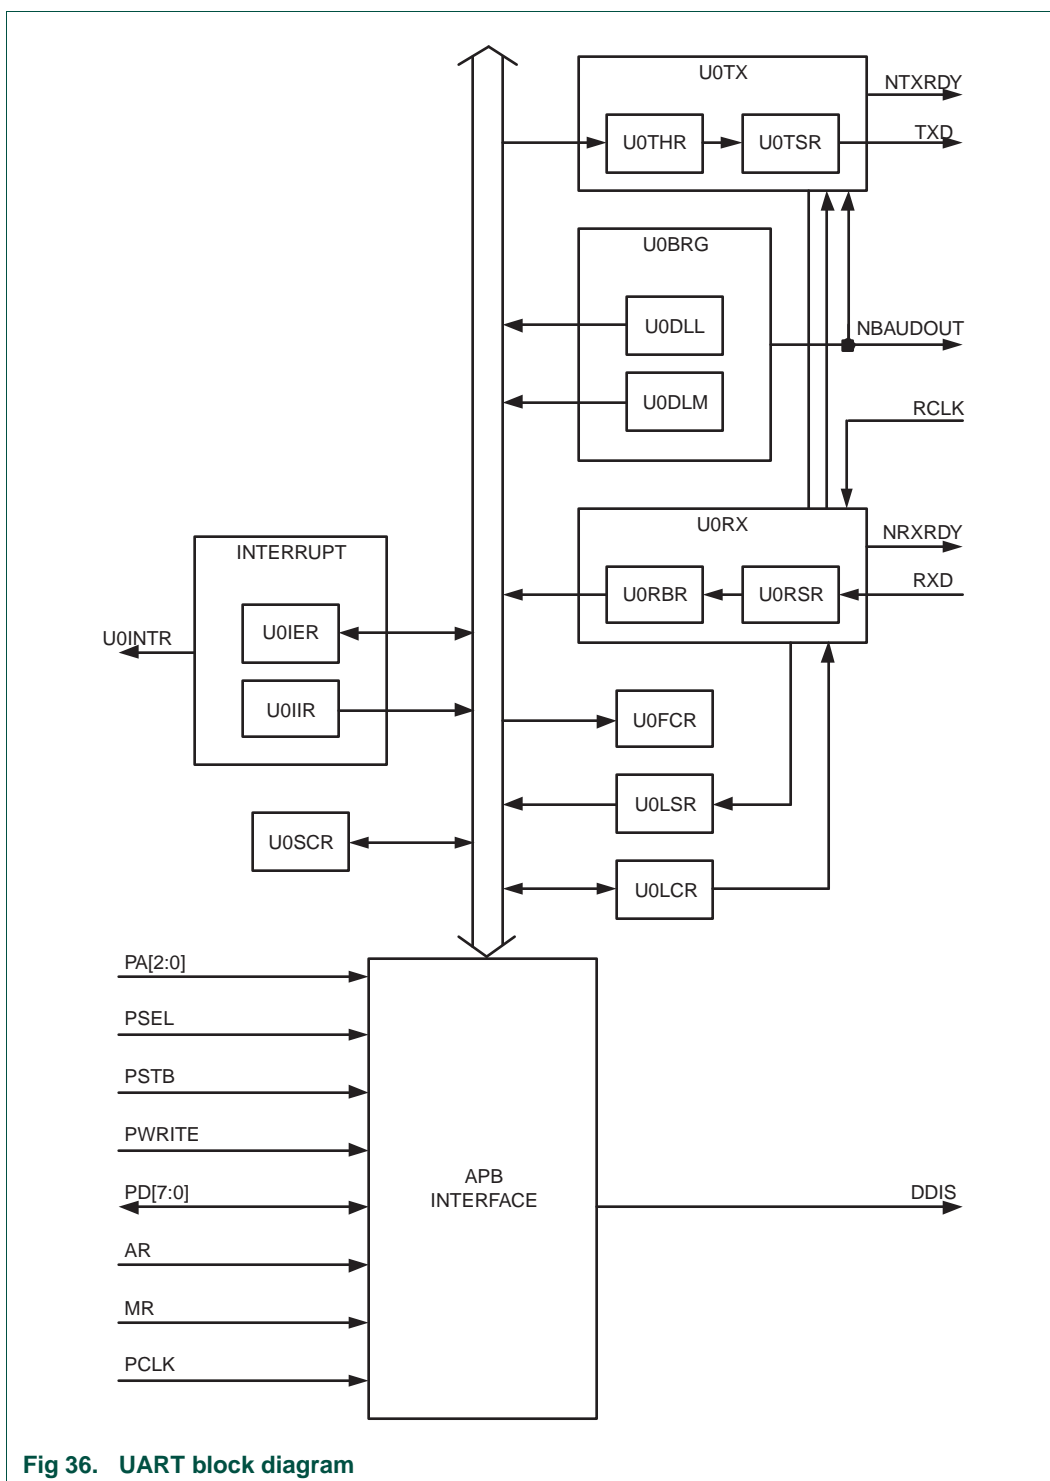 U0TX
NTXRDY
U0THR
U0TSR
TXD
U0BRG
U0DLL
NBAUDOUT
U0DLM
RCLK
U0RX
NRXRDY
INTERRUPT
U0RBR
U0RSR
RXD
U0IER
U0INTR
U0IIR
U0FCR
U0LSR
U0SCR
U0LCR
PA[2:0]
PSEL
PSTB
PWRITE
APB
INTERFACE
PD[7:0]
DDIS
AR
MR
PCLK
Fig 36. UART block diagram